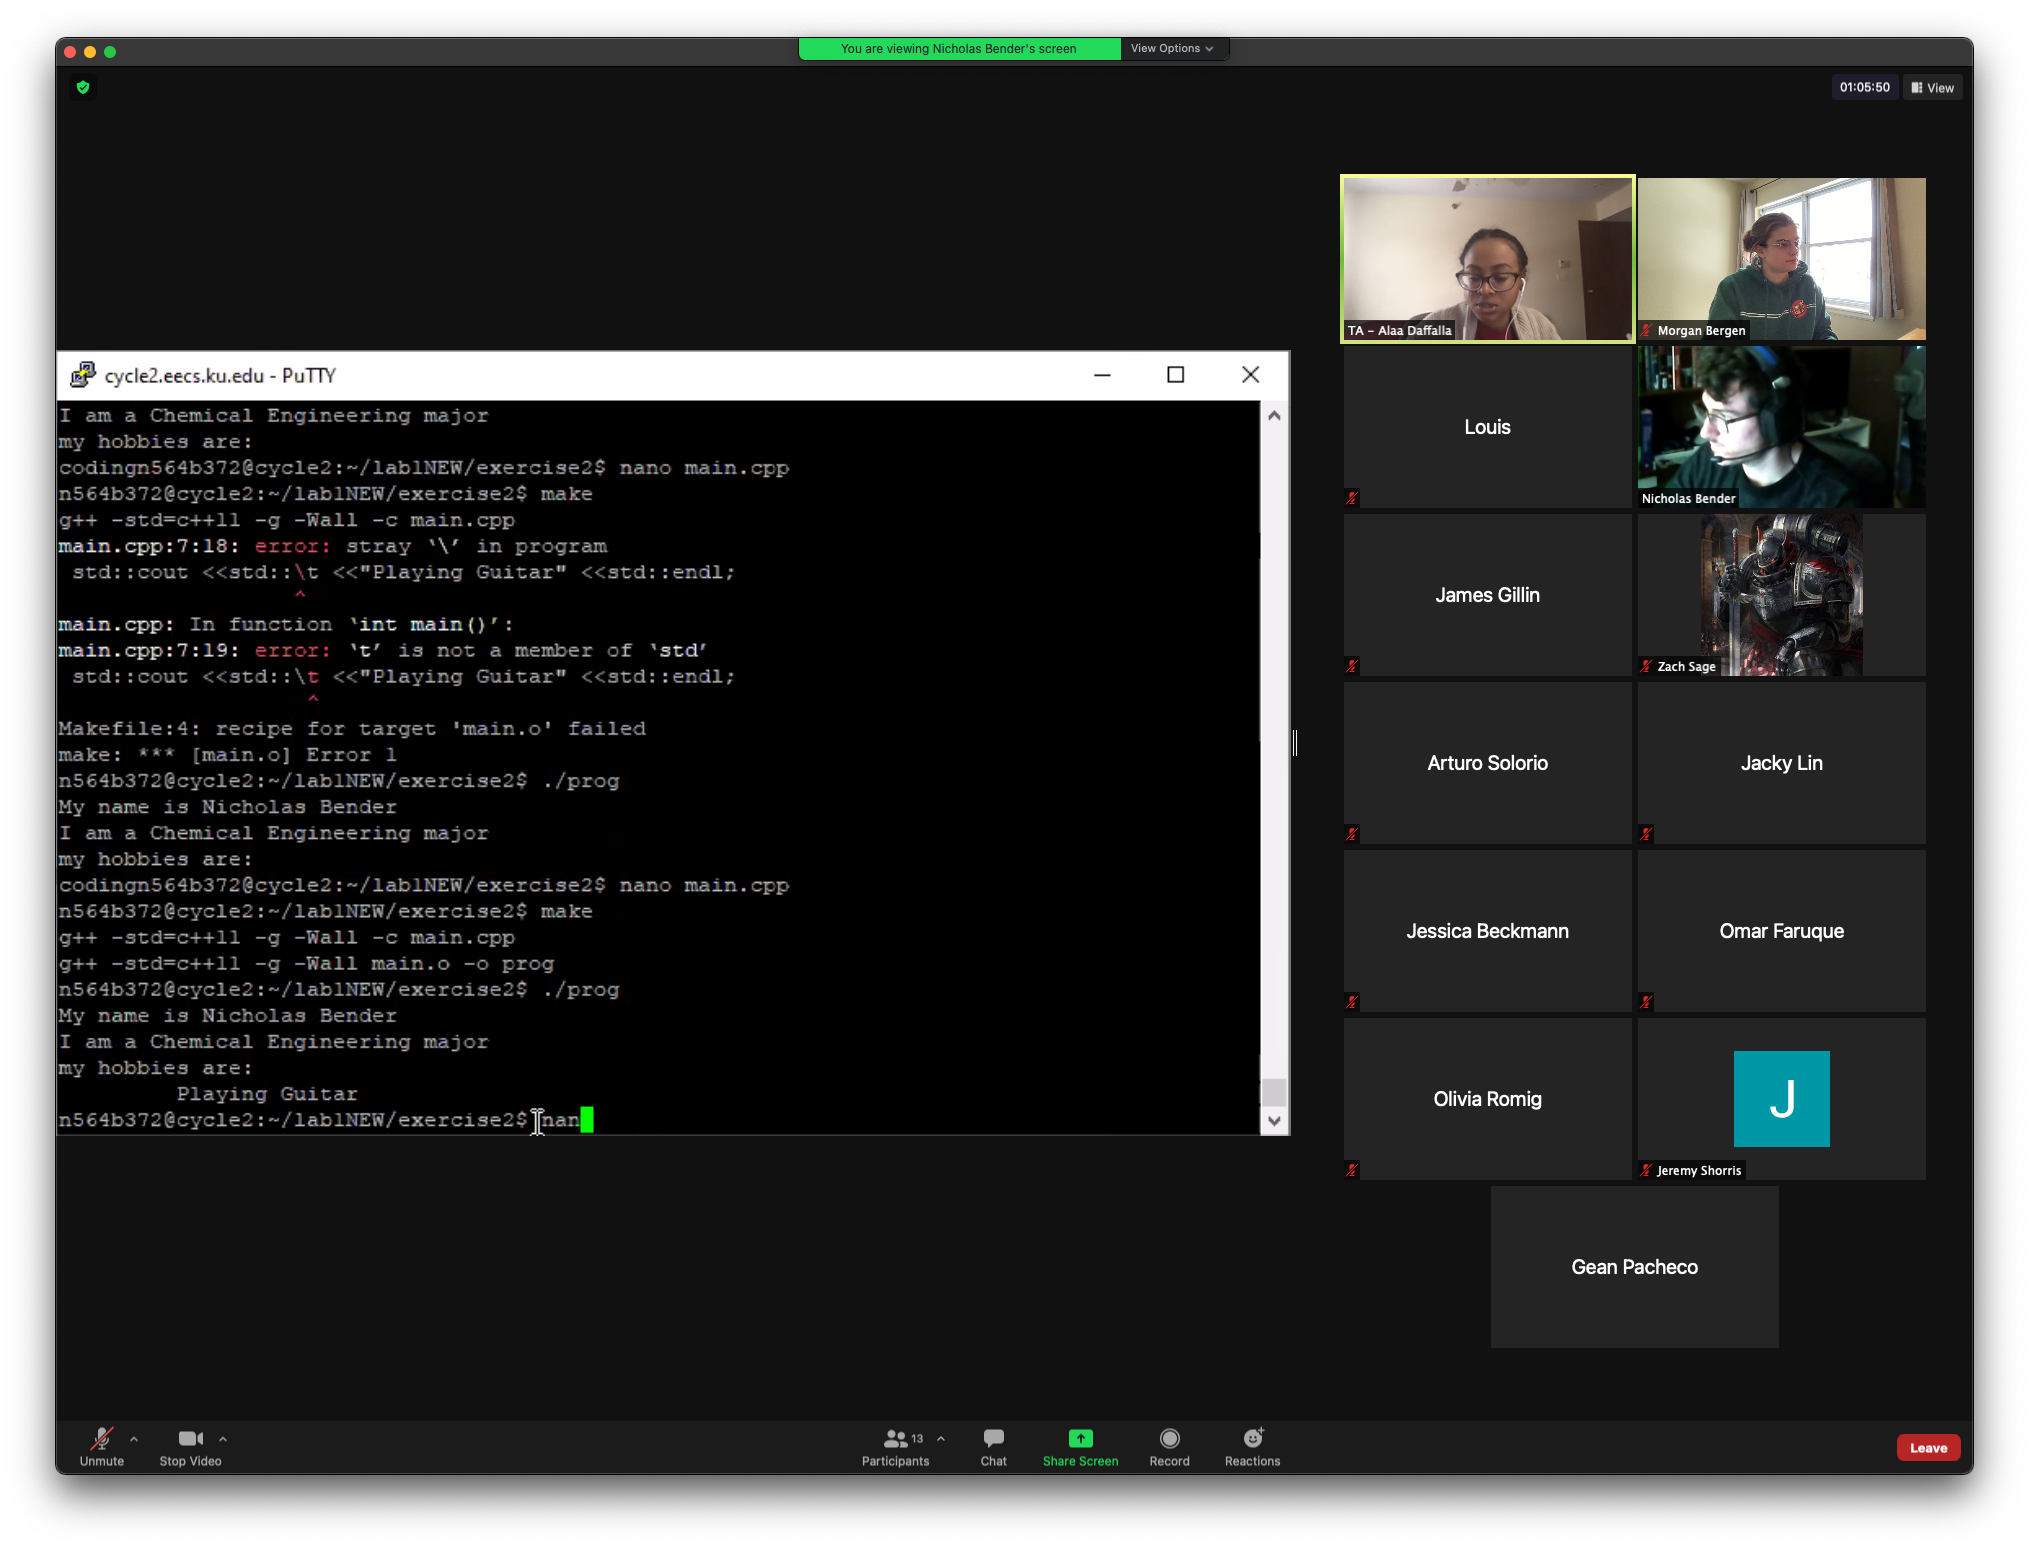 You are viewing Nicholas Bender's screen
View Options
01:05:50
View
cycle2.eecs.ku.edu - PuTTY
I am a Chemical Engineering major
my hobbies are:
codingn564b372@cycle2:~/lab1NEW/exercise2$ nano main.cpp
n564b372@cycle2:~/lab1NEW/exercise2$ make
g++ -std=c++11 -g -Wall -c main.cpp
main.cpp:7:18: error: stray ‘\’ in program
 std::cout <<std::\t <<"Playing Guitar" <<std::endl;
^
main.cpp: In function ‘int main()’:
main.cpp:7:19: error: ‘t’ is not a member of ‘std’
 std::cout <<std::\t <<"Playing Guitar" <<std::endl;
^
Makefile:4: recipe for target 'main.o' failed
make: *** [main.o] Error 1
n564b372@cycle2:~/lab1NEW/exercise2$ ./prog
My name is Nicholas Bender
I am a Chemical Engineering major
my hobbies are:
codingn564b372@cycle2:~/lab1NEW/exercise2$ nano main.cpp
n564b372@cycle2:~/lab1NEW/exercise2$ make
g++ -std=c++11 -g -Wall -c main.cpp
g++ -std=c++11 -g -Wall main.o -o prog
n564b372@cycle2:~/lab1NEW/exercise2$ ./prog
My name is Nicholas Bender
I am a Chemical Engineering major
my hobbies are:
Playing Guitar
n564b372@cycle2:~/lab1NEW/exercise2$ nan
TA - Alaa Daffalla
Morgan Bergen
Louis
Nicholas Bender
James Gillin
Zach Sage
Arturo Solorio
Jacky Lin
Jessica Beckmann
Omar Faruque
Olivia Romig
J
Jeremy Shorris
Gean Pacheco
Unmute
Stop Video
13
Participants
Chat
Share Screen
Record
Reactions
Leave